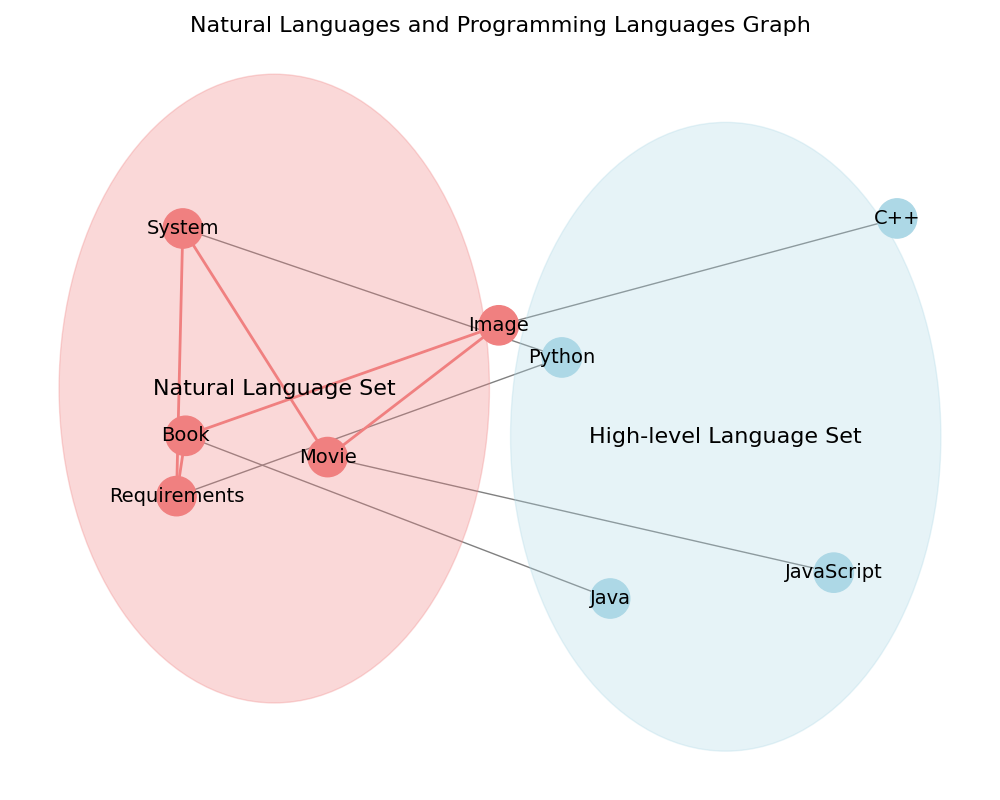 Natural Languages and Programming Languages Graph
C++
System
Image
Python
Natural Language Set
Book
High-level Language Set
Movie
Requirements
JavaScript
Java